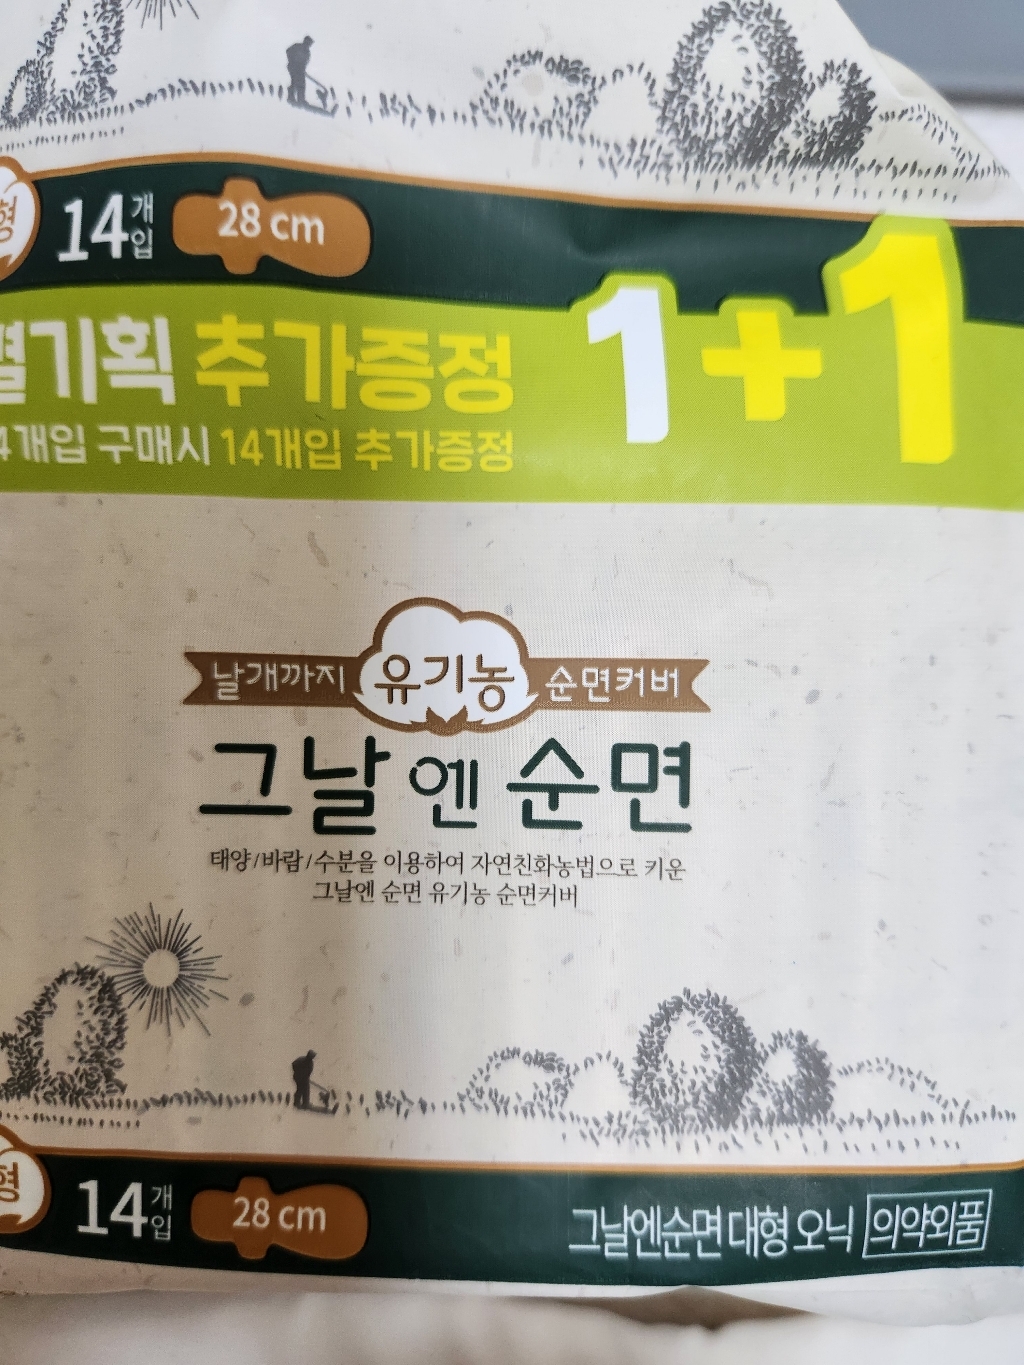 14개입 28 cm
1+1
기획 추가증정
개입 구매시 14개입 추가증정
날개까지 유기농 순면커버
그날엔 순면
태양/바람/수분을 이용하여 자연친화농법으로 키운
그날엔 순면 유기농 순면커버
14개입 28 cm
그날엔순면 대형 오닉 의약외품